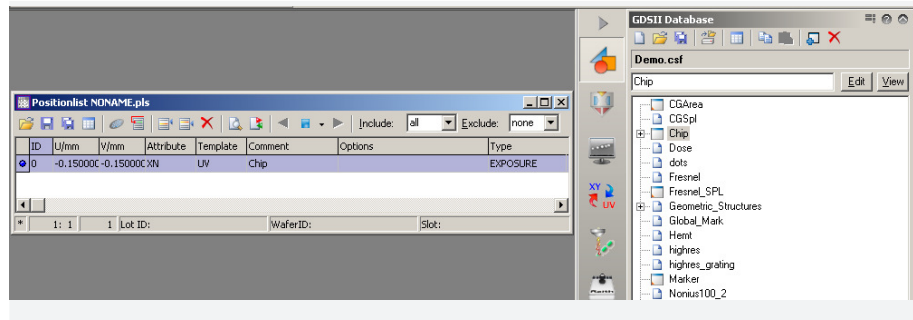 GDSII Database
Demo.csf
Chip
Edit View
CGArea
CGSpl
Chip
Dose
dots
Fresnel
Fresnel_SPL
Geometric_Structures
Global_Mark
Hemt
highres
highres_grating
Marker
Nonius100_2
XY
UV
Positionlist NONAME.pls
Include: all Exclude: none
ID U/mm V/mm Attribute Template Comment Options Type
0 -0.15000C -0.15000C XN UV Chip EXPOSURE
* 1: 1 1 Lot ID: WaferID: Slot: